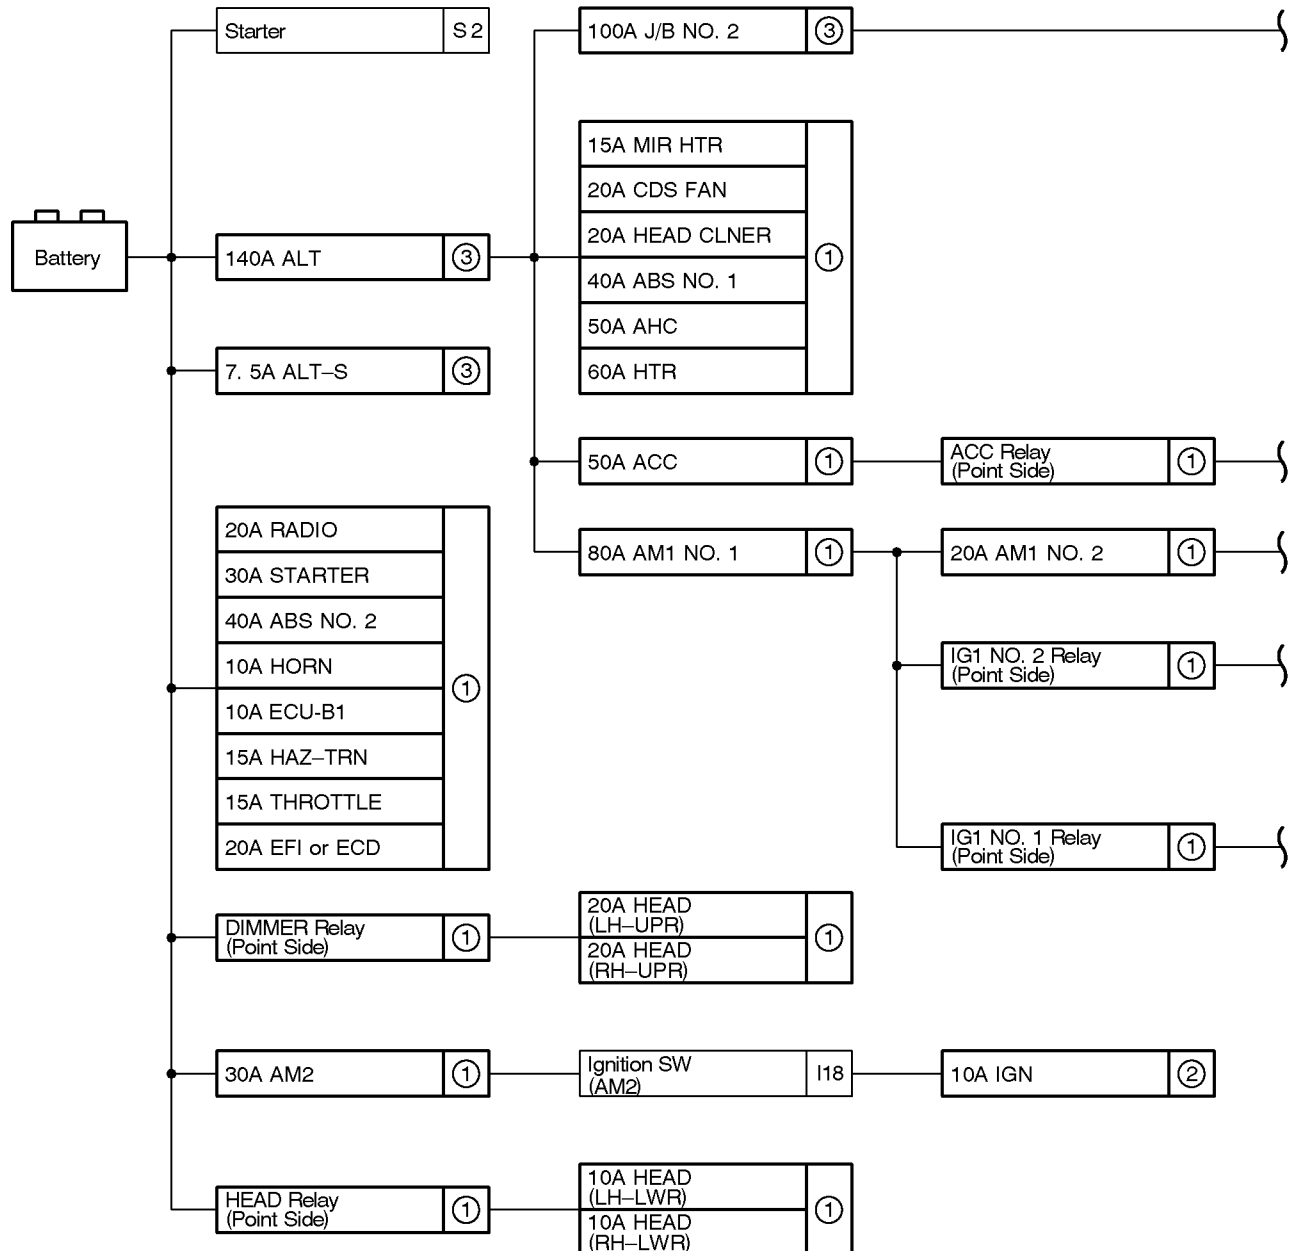 Starter S2
100A J/B NO. 2 3
15A MIR HTR
20A CDS FAN
20A HEAD CLNER
40A ABS NO. 1
50A AHC
60A HTR
1
Battery
140A ALT 3
7. 5A ALT–S 3
50A ACC 1
ACC Relay
(Point Side)
1
80A AM1 NO. 1 1
20A AM1 NO. 2 1
IG1 NO. 2 Relay
(Point Side)
1
IG1 NO. 1 Relay
(Point Side)
1
20A RADIO
30A STARTER
40A ABS NO. 2
10A HORN
10A ECU-B1
15A HAZ–TRN
15A THROTTLE
20A EFI or ECD
1
DIMMER Relay
(Point Side)
1
20A HEAD
(LH–UPR)
20A HEAD
(RH–UPR)
1
30A AM2 1
Ignition SW
(AM2)
I18
10A IGN 2
HEAD Relay
(Point Side)
1
10A HEAD
(LH–LWR)
10A HEAD
(RH–LWR)
1